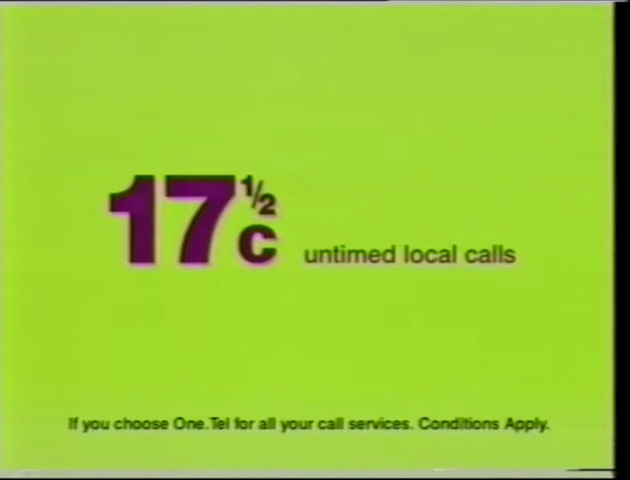 17½c untimed local calls
If you choose One.Tel for all your call services. Conditions Apply.